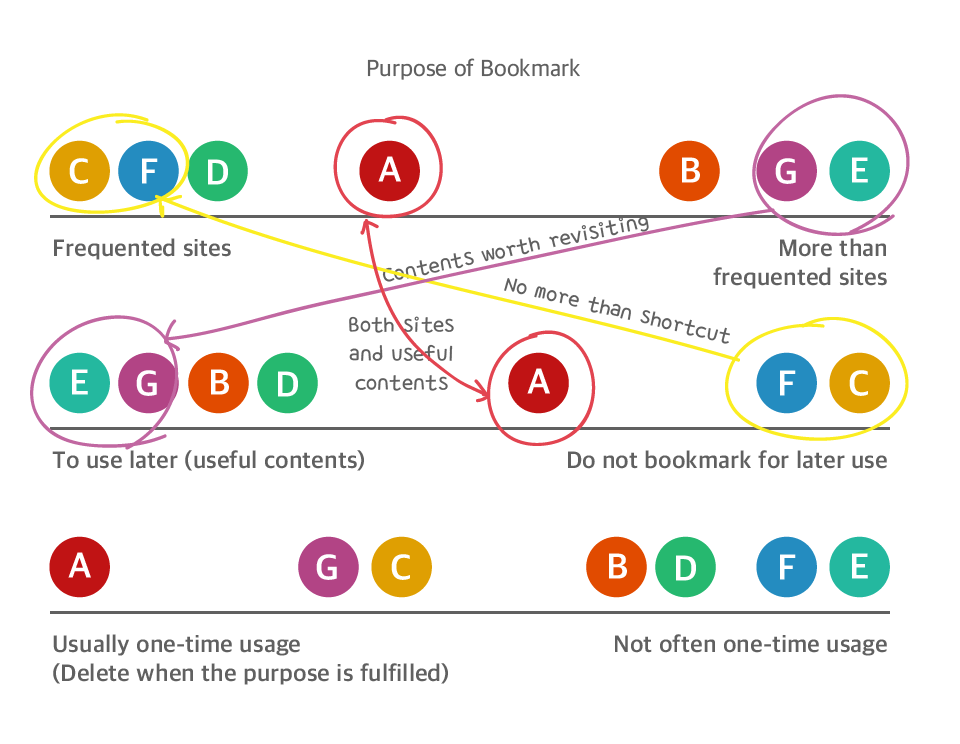 Purpose of Bookmark
C F D A B G E
Frequented sites
More than
frequented sites
Contents worth revisiting
No more than Shortcut
Both sites
and useful
contents
E G B D A F C
To use later (useful contents)
Do not bookmark for later use
A G C B D F E
Usually one-time usage
(Delete when the purpose is fulfilled)
Not often one-time usage